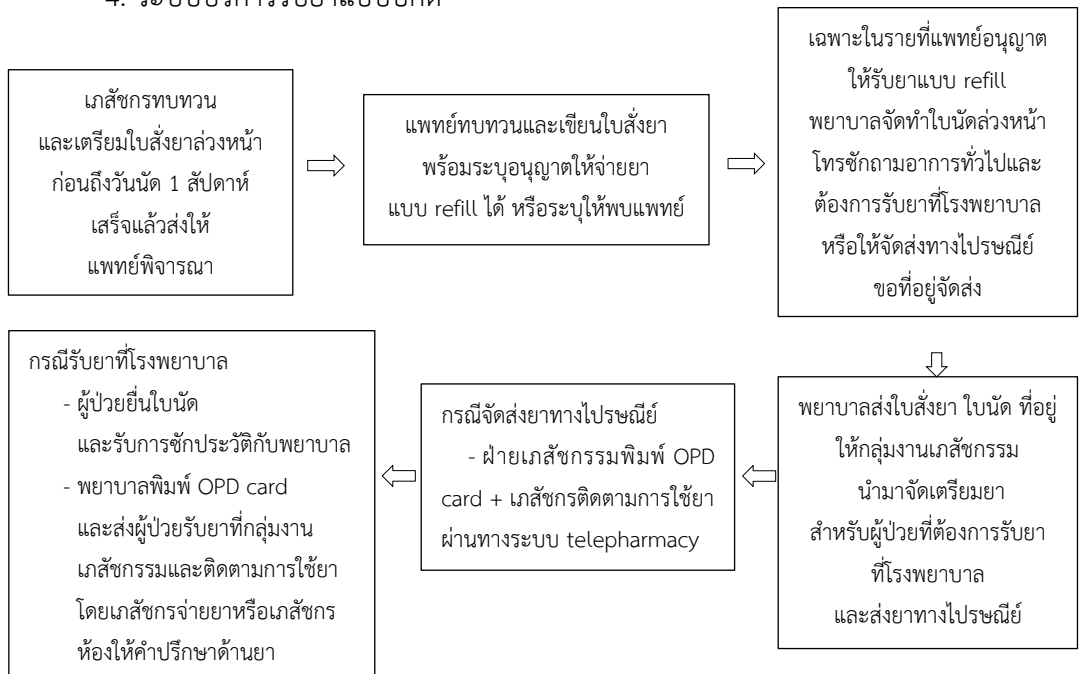 4. ระบบบริการรับยาแบบปกติ
เภสัชกรทบทวน
และเตรียมใบสั่งยาล่วงหน้า
ก่อนถึงวันนัด 1 สัปดาห์
เสร็จแล้วส่งให้
แพทย์พิจารณา
แพทย์ทบทวนและเขียนใบสั่งยา
พร้อมระบุอนุญาตให้จ่ายยา
แบบ refill ได้ หรือระบุให้พบแพทย์
เฉพาะในรายที่แพทย์อนุญาต
ให้รับยาแบบ refill
พยาบาลจัดทำใบนัดล่วงหน้า
โทรซักถามอาการทั่วไปและ
ต้องการรับยาที่โรงพยาบาล
หรือให้จัดส่งทางไปรษณีย์
ขอที่อยู่จัดส่ง
พยาบาลส่งใบสั่งยา ใบนัด ที่อยู่
ให้กลุ่มงานเภสัชกรรม
นำมาจัดเตรียมยา
สำหรับผู้ป่วยที่ต้องการรับยา
ที่โรงพยาบาล
และส่งยาทางไปรษณีย์
กรณีจัดส่งยาทางไปรษณีย์
- ฝ่ายเภสัชกรรมพิมพ์ OPD
card + เภสัชกรติดตามการใช้ยา
ผ่านทางระบบ telepharmacy
กรณีรับยาที่โรงพยาบาล
- ผู้ป่วยยื่นใบนัด
และรับการซักประวัติกับพยาบาล
- พยาบาลพิมพ์ OPD card
และส่งผู้ป่วยรับยาที่กลุ่มงาน
เภสัชกรรมและติดตามการใช้ยา
โดยเภสัชกรจ่ายยาหรือเภสัชกร
ห้องให้คำปรึกษาด้านยา